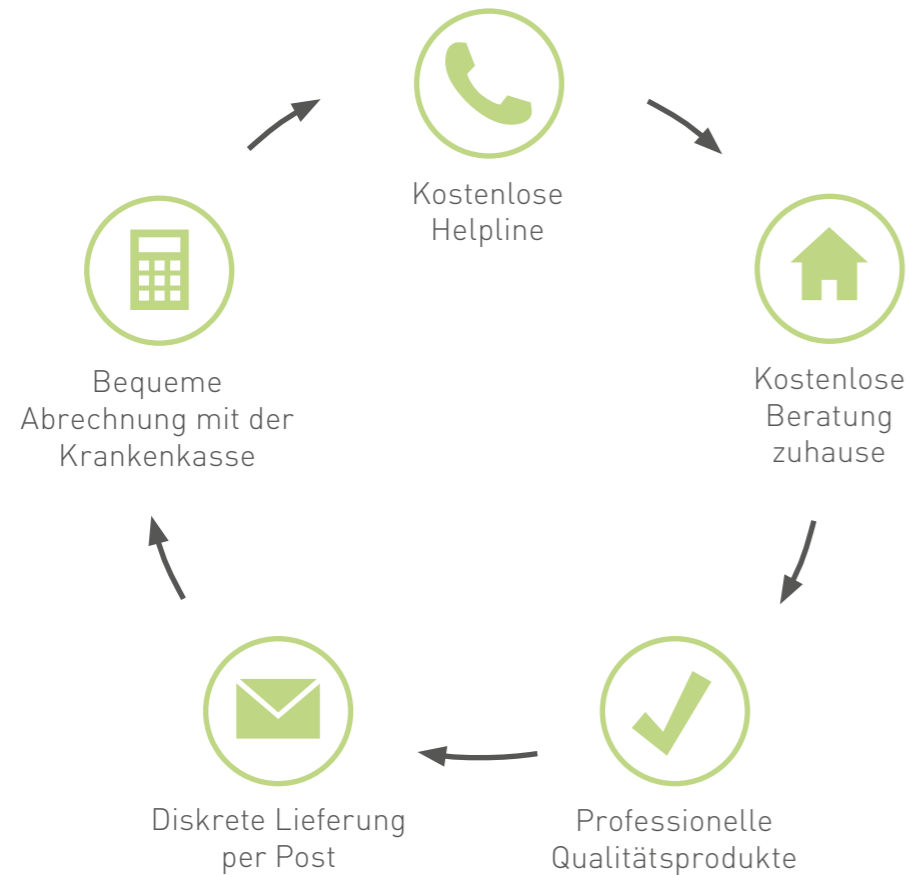 Kostenlose
Helpline
Kostenlose
Beratung
zuhause
Professionelle
Qualitätsprodukte
Diskrete Lieferung
per Post
Bequeme
Abrechnung mit der
Krankenkasse